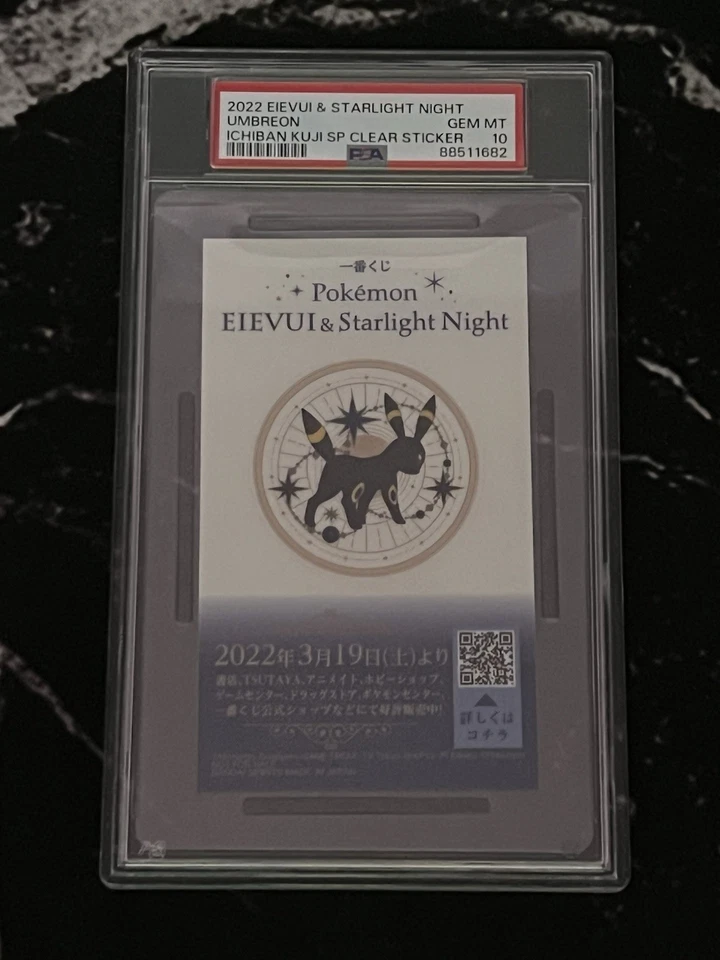 2022 EIEVUI & STARLIGHT NIGHT
UMBREON GEM MT
ICHIBAN KUJI SP CLEAR STICKER 10
PSA 88511682
一番くじ
Pokémon
EIEVUI & Starlight Night
2022年3月19日(土)より
書店、TSUTAYA、アニメイト、ホビーショップ、
ゲームセンター、ドラッグストア、ポケモンセンター、
一番くじ公式ショップなどにて好評販売中!
詳しくは
コチラ